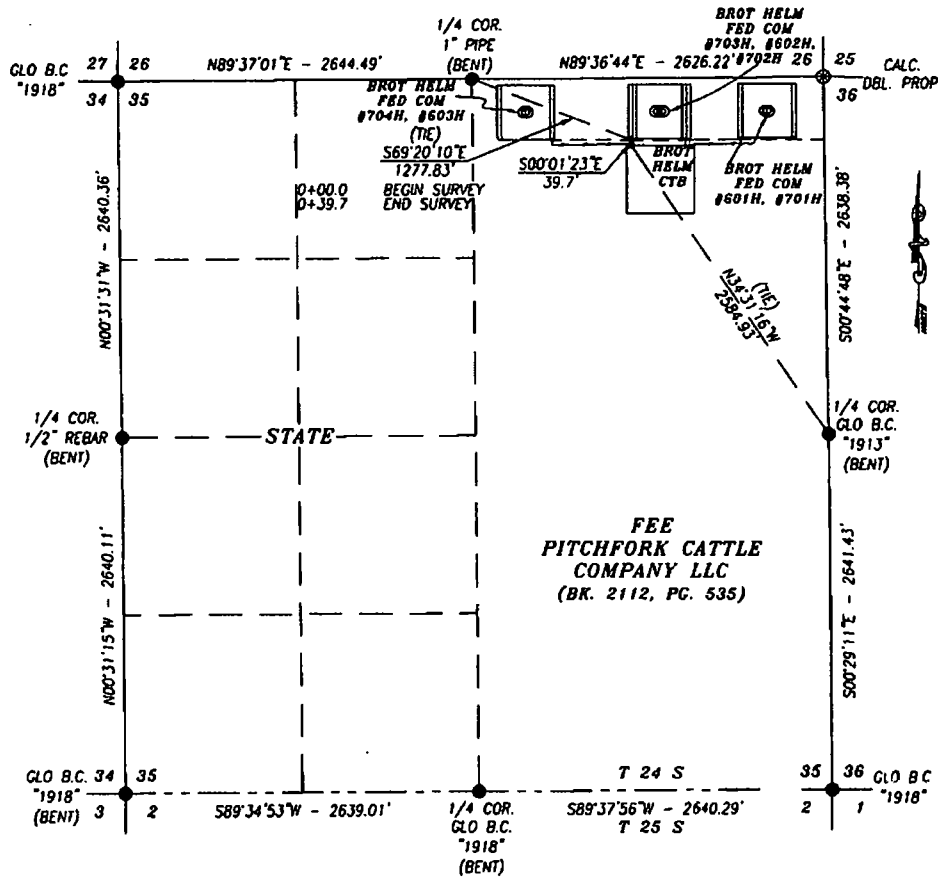 1/4 COR.
1" PIPE
(BENT)
BROT HELM
FED COM
#703H, #602H
#702H
GLO B.C
"1918"
27 26
34 35
N89°37'01"E - 2644.49'
N89°36'44"E - 2626.22'
26 25
36
CALC.
DBL. PROP
BROT HELM
FED COM
#704H, #603H
(TIE)
S69°20'10"E
1277.83'
S00°01'23"E
39.7'
BROT
HELM
CTB
BROT HELM
FED COM
#601H, #701H
0+00.0 BEGIN SURVEY
0+39.7 END SURVEY
N00°31'31"W - 2640.36'
S00°44'48"E - 2638.38'
(TIE)
N34°31'16"W
2584.93'
NORTH
1/4 COR.
1/2" REBAR
(BENT)
STATE
1/4 COR.
GLO B.C.
"1913"
(BENT)
FEE
PITCHFORK CATTLE
COMPANY LLC
(BK. 2112, PG. 535)
N00°31'15"W - 2640.11'
S00°29'11"E - 2641.43'
GLO B.C.
"1918"
(BENT)
34 35
3 2
S89°34'53"W - 2639.01'
1/4 COR.
GLO B.C.
"1918"
(BENT)
T 24 S
S89°37'56"W - 2640.29'
T 25 S
35 36
2 1
GLO B.C
"1918"